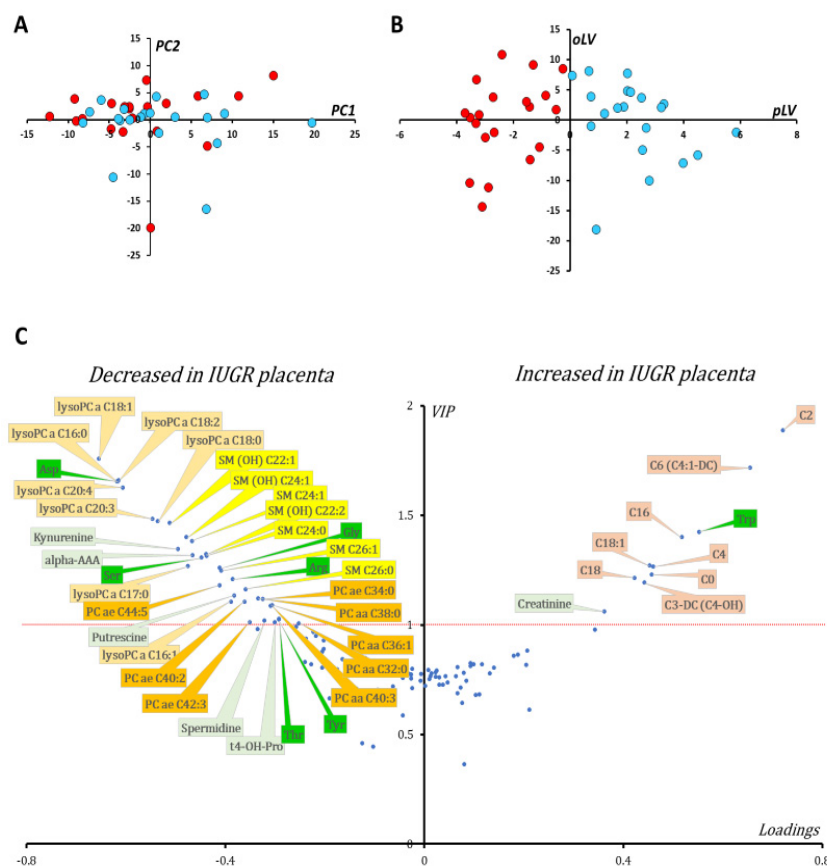 A
PC2
15
10
5
0
-5
-10
-15
-20
-25
-15
-10
-5
0
5
10
15
20
25
PC1
B
oLV
15
10
5
0
-5
-10
-15
-20
-25
-6
-4
-2
0
2
4
6
8
pLV
C
Decreased in IUGR placenta
Increased in IUGR placenta
VIP
2
1.5
1
0.5
0
-0.8
-0.4
0
0.4
0.8
Loadings
lysoPC a C18:1
lysoPC a C18:2
lysoPC a C16:0
lysoPC a C18:0
Asp
SM (OH) C22:1
lysoPC a C20:4
SM (OH) C24:1
SM C24:1
lysoPC a C20:3
SM (OH) C22:2
Kynurenine
SM C24:0
Gly
alpha-AAA
SM C26:1
Ser
Arg
SM C26:0
lysoPC a C17:0
PC ae C34:0
PC ae C44:5
PC aa C38:0
Putrescine
PC aa C36:1
lysoPC a C16:1
PC aa C32:0
PC ae C40:2
PC aa C40:3
PC ae C42:3
Spermidine
Tyr
Thr
t4-OH-Pro
C2
C6 (C4:1-DC)
C16
Trp
C18:1
C4
C18
C0
C3-DC (C4-OH)
Creatinine